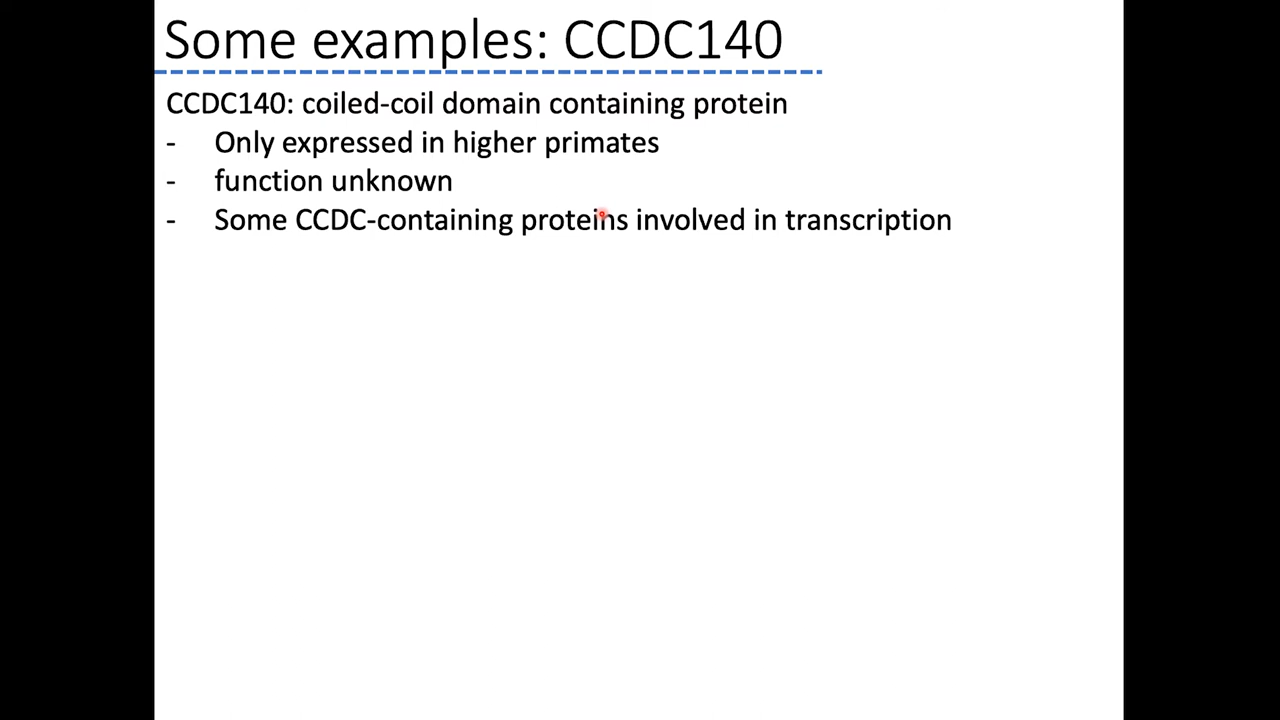 Some examples: CCDC140
CCDC140: coiled-coil domain containing protein
- Only expressed in higher primates
- function unknown
- Some CCDC-containing proteins involved in transcription